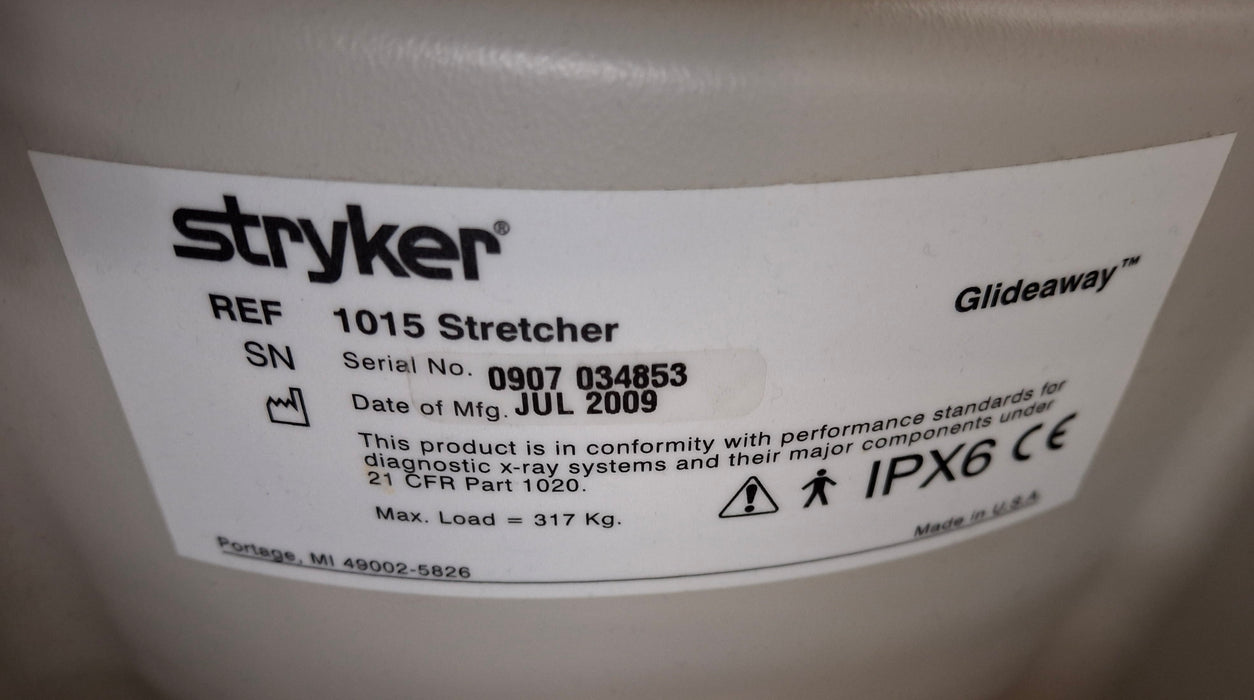 stryker®
Glideaway™
REF 1015 Stretcher
SN Serial No. 0907 034853
Date of Mfg. JUL 2009
This product is in conformity with performance standards for
diagnostic x-ray systems and their major components under
21 CFR Part 1020.
IPX6 CE
Max. Load = 317 Kg.
Portage, MI 49002-5826
Made in U.S.A.